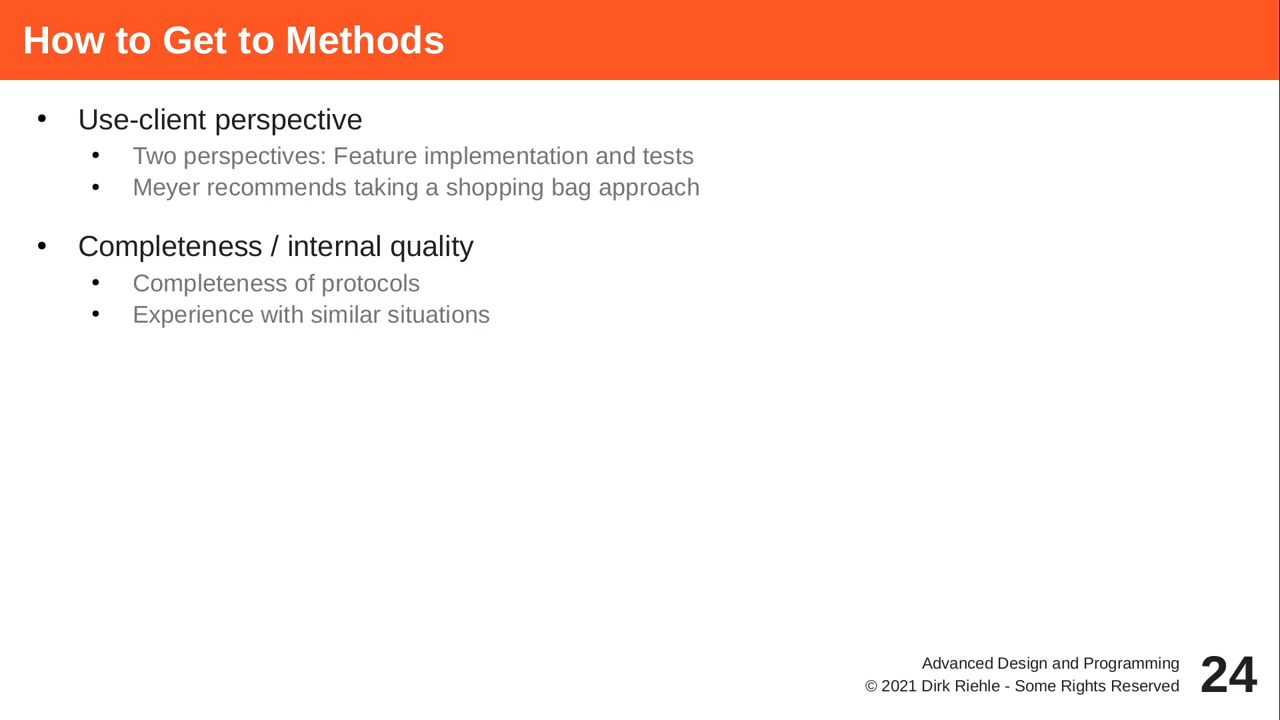 How to Get to Methods
• Use-client perspective
• Two perspectives: Feature implementation and tests
• Meyer recommends taking a shopping bag approach
• Completeness / internal quality
• Completeness of protocols
• Experience with similar situations
Advanced Design and Programming
© 2021 Dirk Riehle - Some Rights Reserved
24